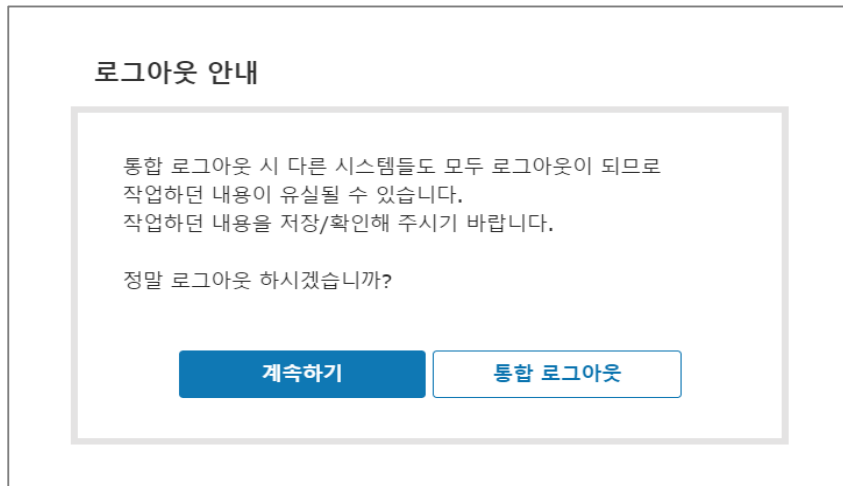 로그아웃 안내
통합 로그아웃 시 다른 시스템들도 모두 로그아웃이 되므로
작업하던 내용이 유실될 수 있습니다.
작업하던 내용을 저장/확인해 주시기 바랍니다.
정말 로그아웃 하시겠습니까?
계속하기
통합 로그아웃